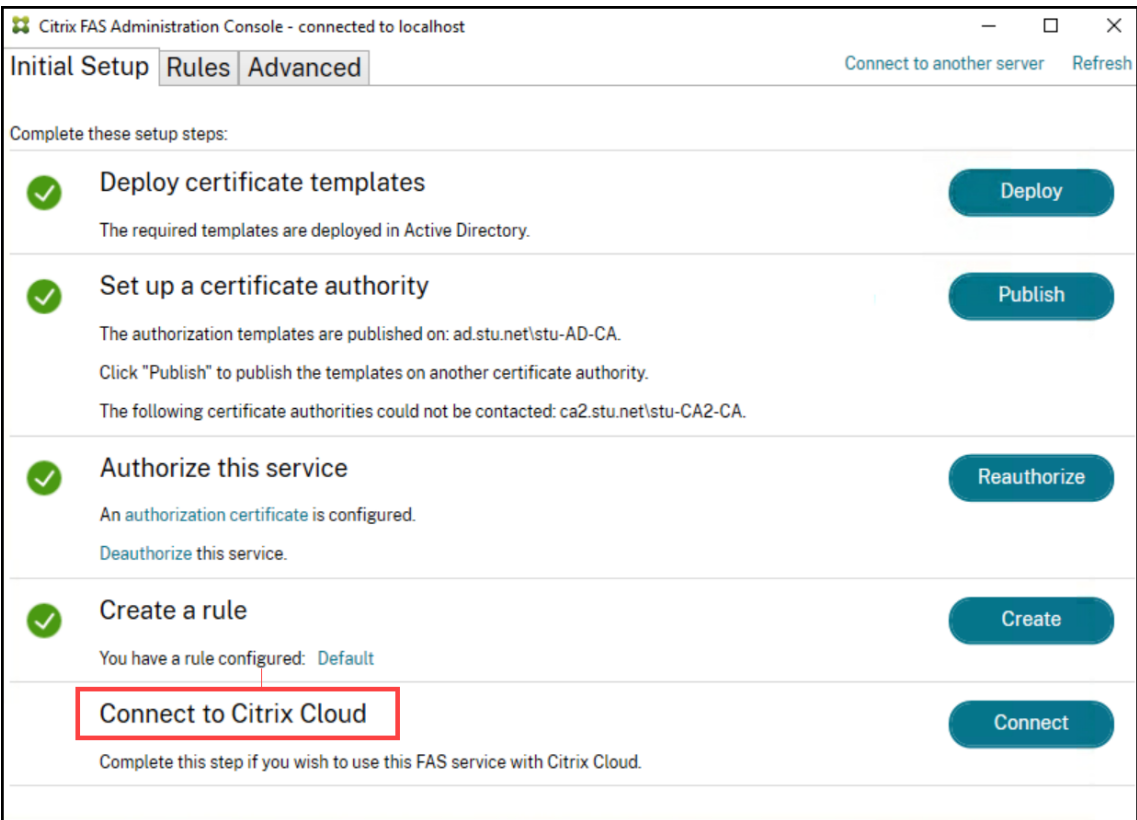 Citrix FAS Administration Console - connected to localhost
Initial Setup Rules Advanced Connect to another server Refresh
Complete these setup steps:
Deploy certificate templates
Deploy
The required templates are deployed in Active Directory.
Set up a certificate authority
Publish
The authorization templates are published on: ad.stu.net\stu-AD-CA.
Click "Publish" to publish the templates on another certificate authority.
The following certificate authorities could not be contacted: ca2.stu.net\stu-CA2-CA.
Authorize this service
Reauthorize
An authorization certificate is configured.
Deauthorize this service.
Create a rule
Create
You have a rule configured: Default
Connect to Citrix Cloud
Connect
Complete this step if you wish to use this FAS service with Citrix Cloud.